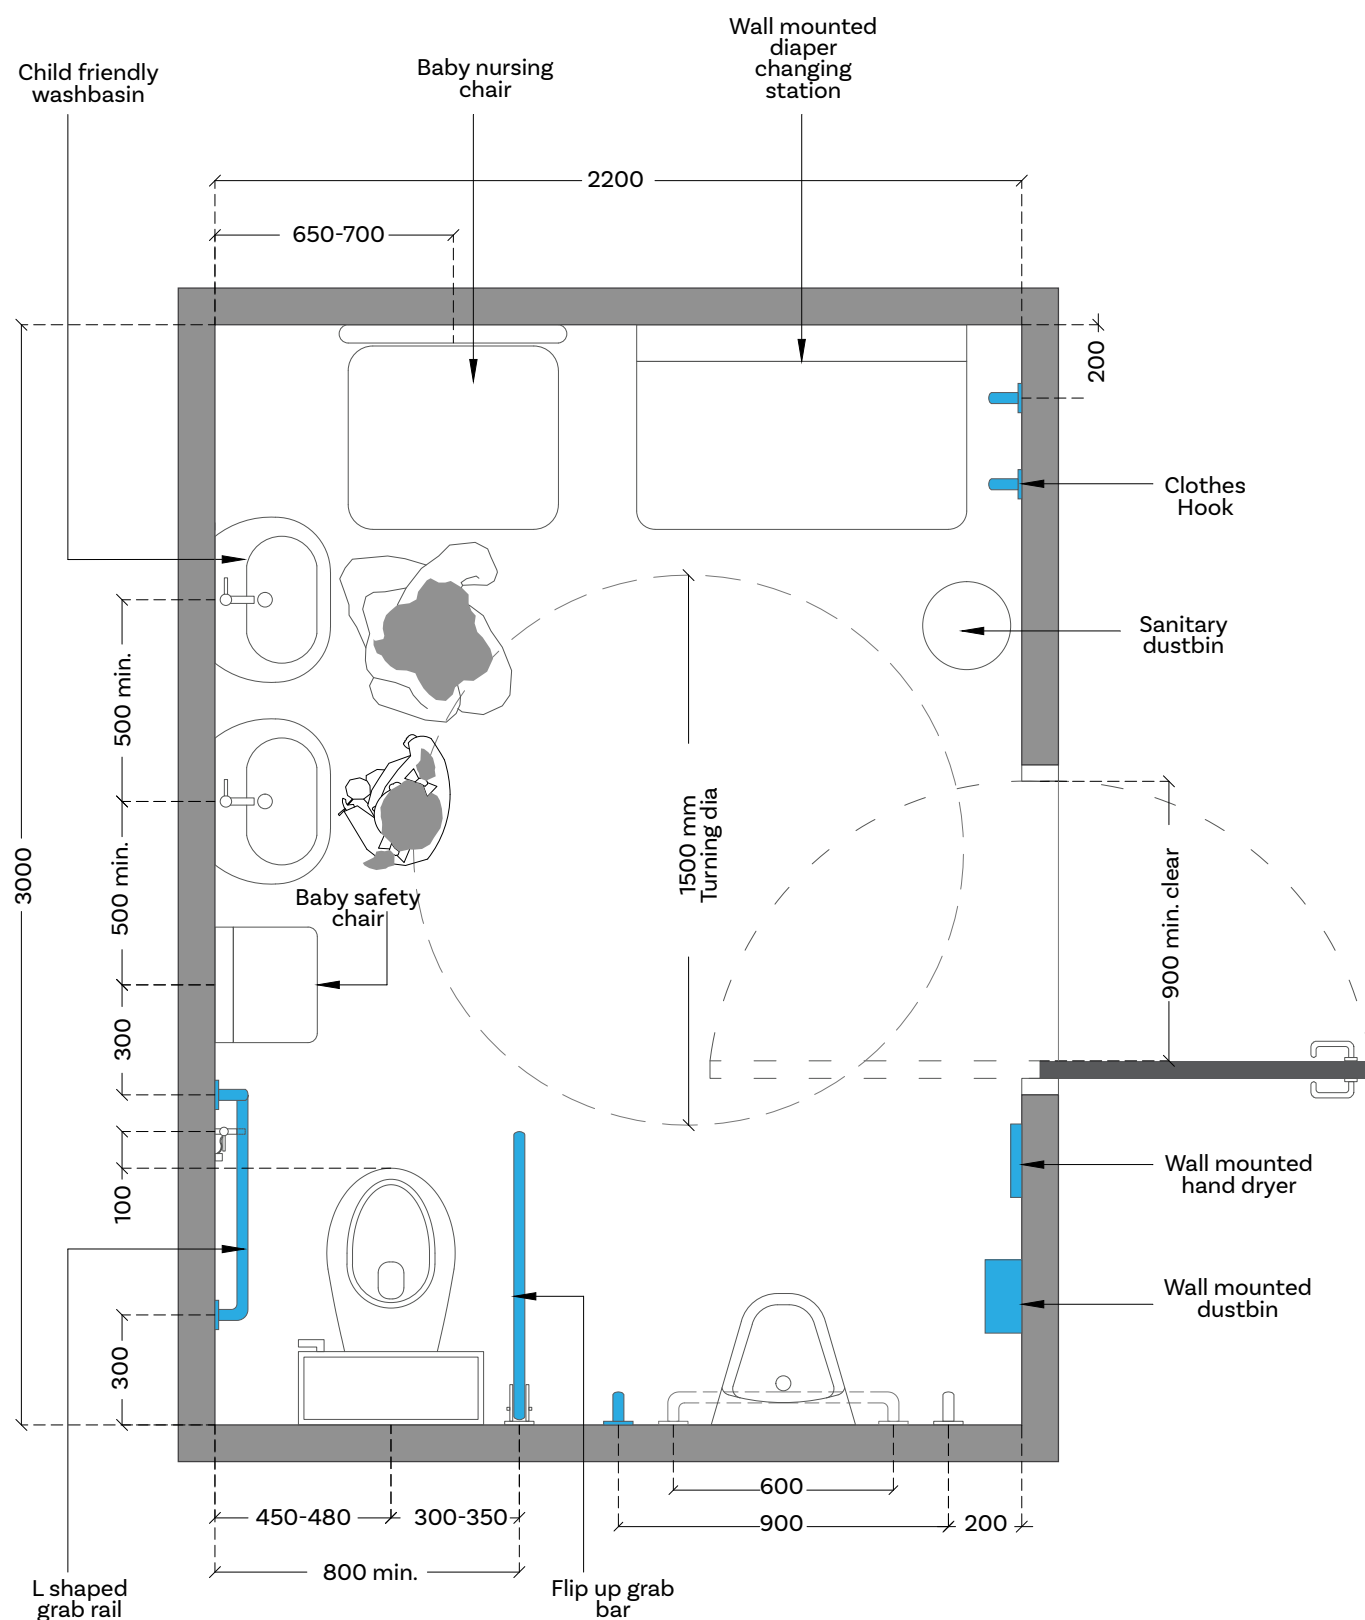 Wall mounted
diaper
changing
station
Child friendly
washbasin
Baby nursing
chair
2200
650-700
200
Clothes
Hook
Sanitary
dustbin
500 min.
1500 mm
Turning dia
900 min. clear
3000
500 min.
Baby safety
chair
300
100
Wall mounted
hand dryer
Wall mounted
dustbin
300
450-480
300-350
600
900
200
800 min.
L shaped
grab rail
Flip up grab
bar